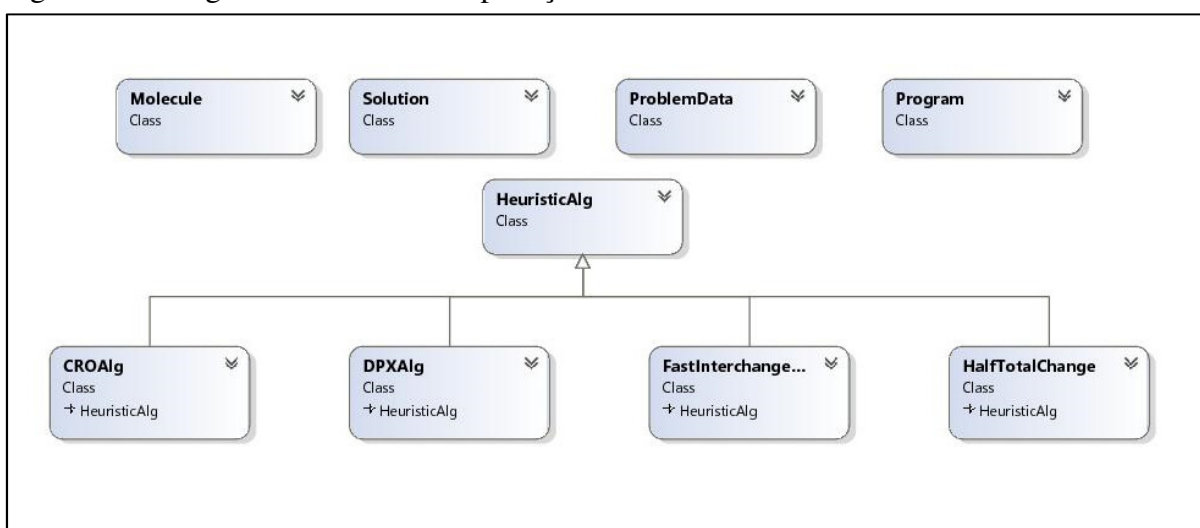 Molecule
Class
Solution
Class
ProblemData
Class
Program
Class
HeuristicAlg
Class
CROAlg
Class
HeuristicAlg
DPXAlg
Class
HeuristicAlg
FastInterchange...
Class
HeuristicAlg
HalfTotalChange
Class
HeuristicAlg